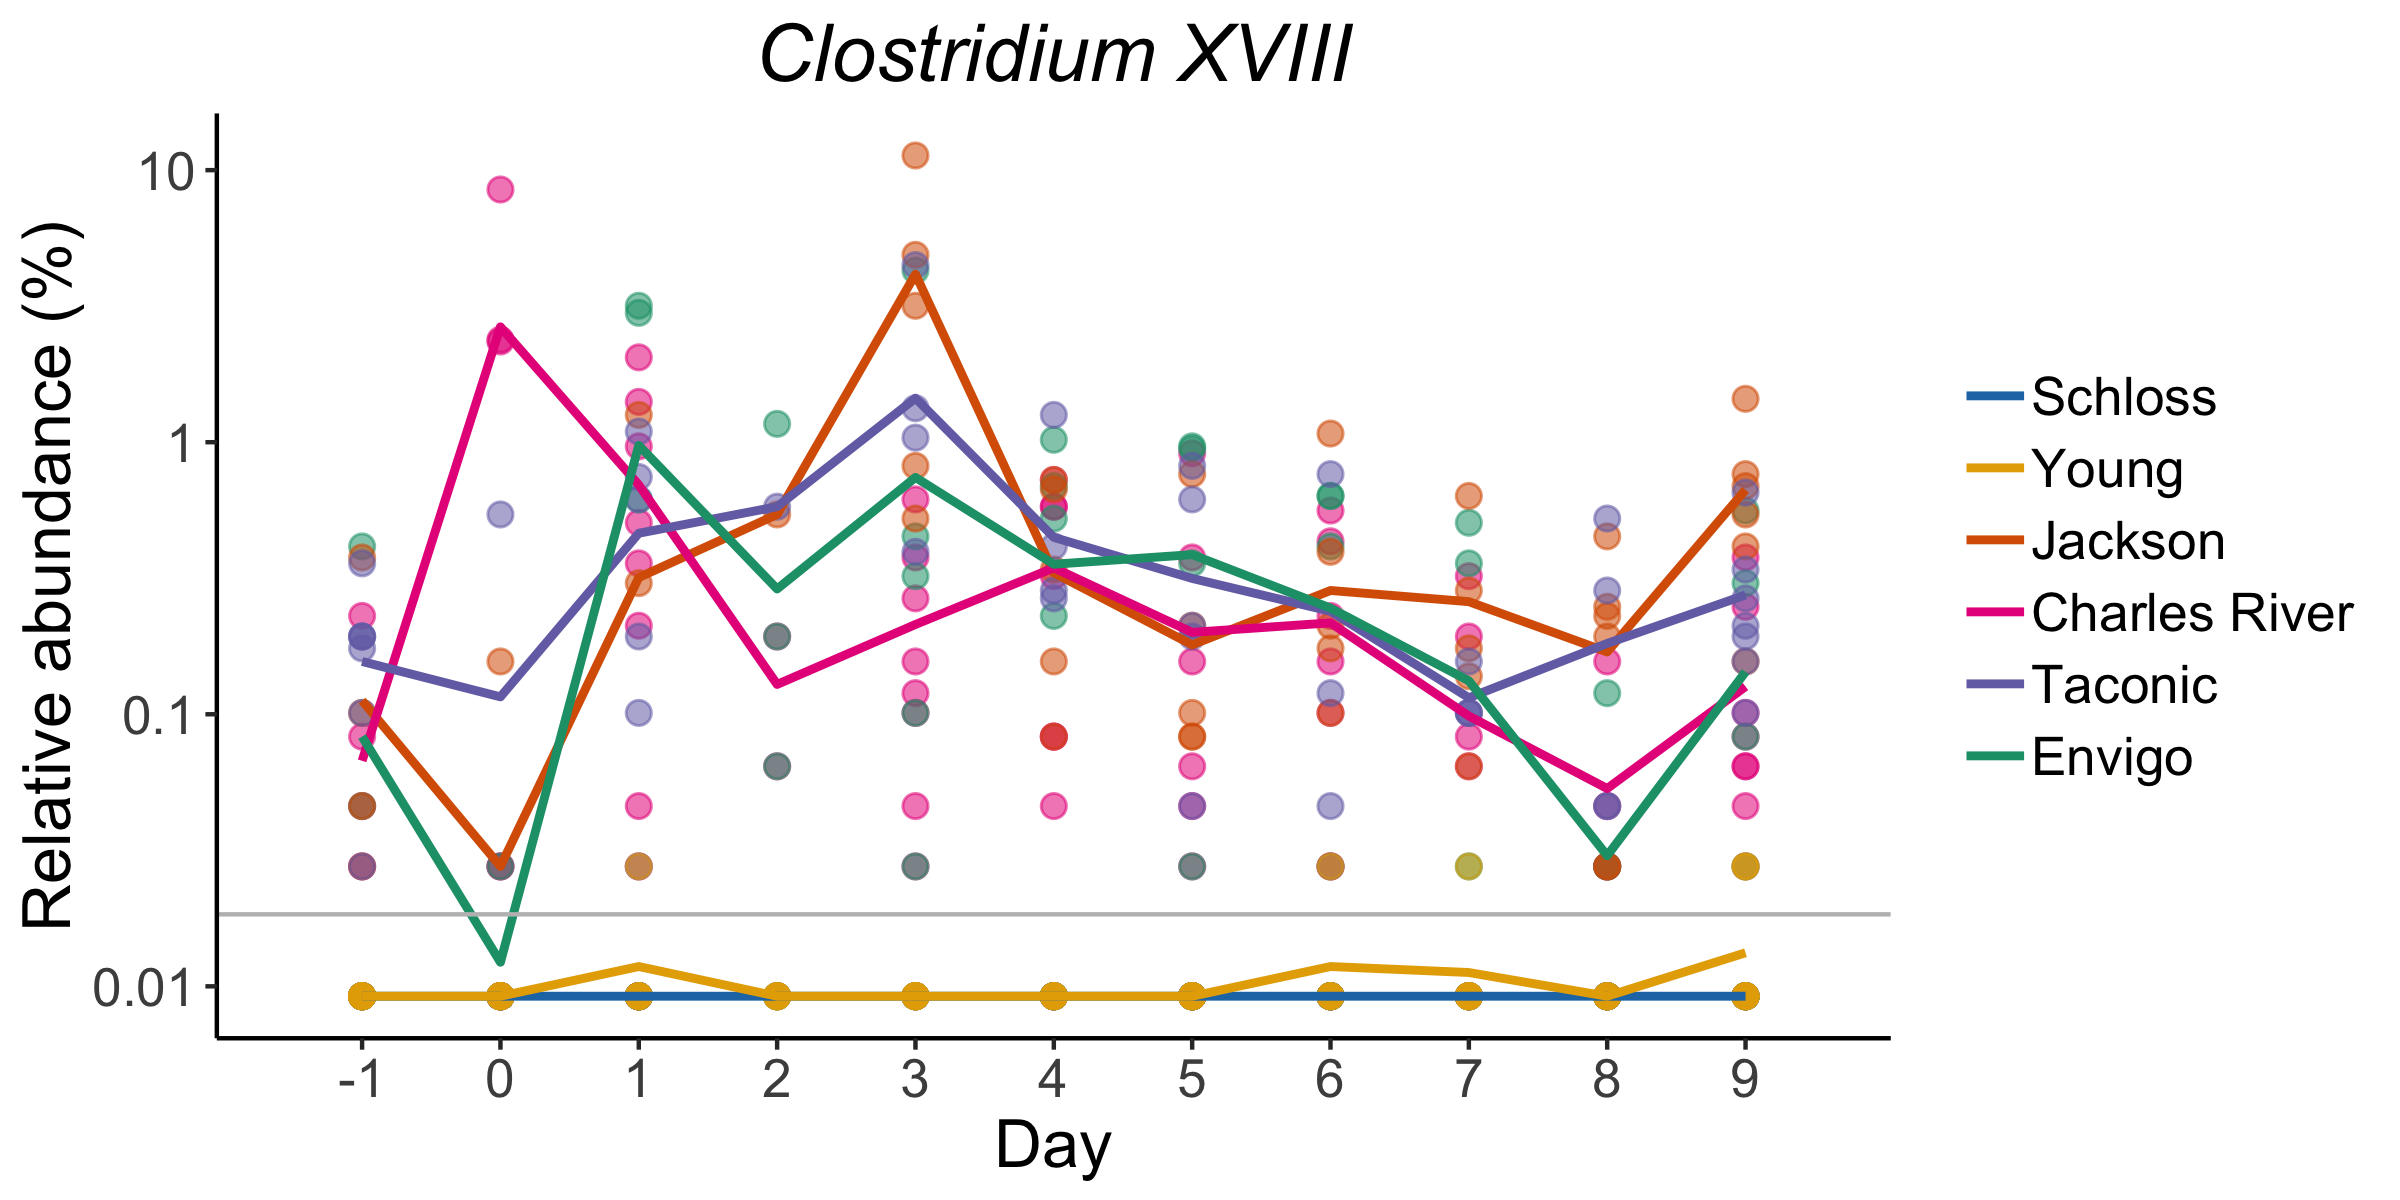 Clostridium XVIII
Relative abundance (%)
10
1
0.1
0.01
-1 0 1 2 3 4 5 6 7 8 9
Day
Schloss
Young
Jackson
Charles River
Taconic
Envigo